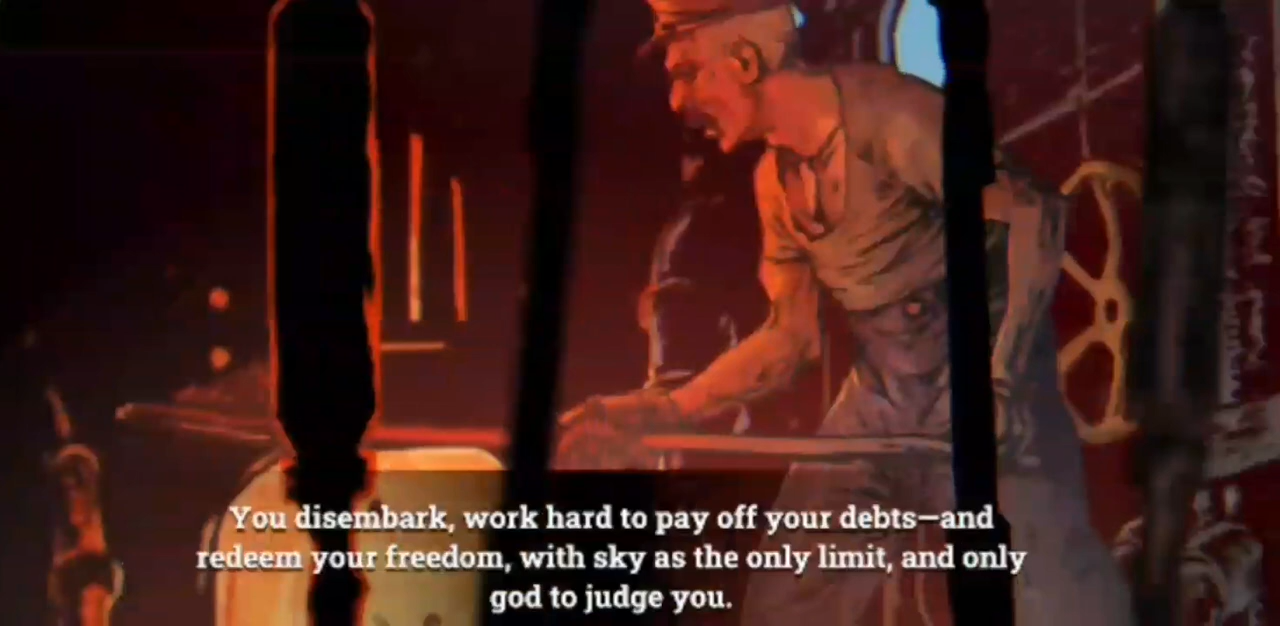 You disembark, work hard to pay off your debts—and
redeem your freedom, with sky as the only limit, and only
god to judge you.